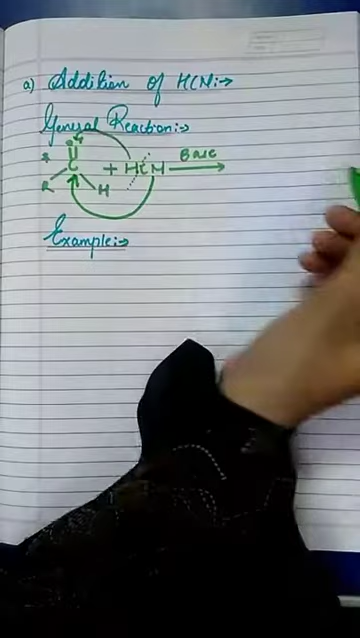 a) Addition of HCN:→
General Reaction:→
O
R C H + HCN Base →
Example:→